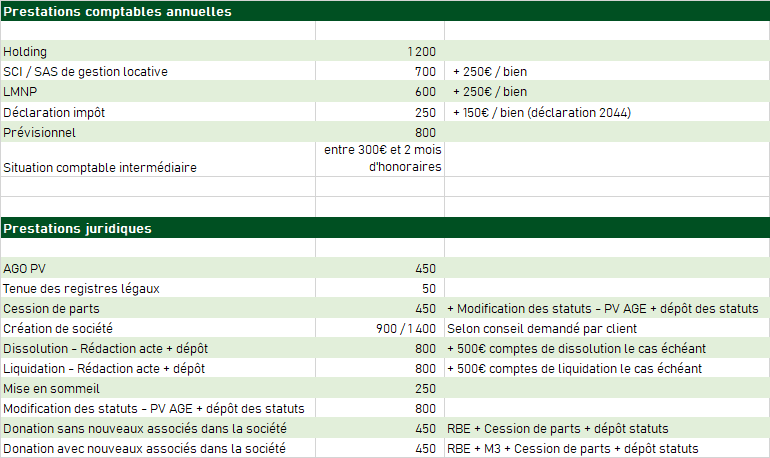 Prestations comptables annuelles
Holding 1 200
SCI / SAS de gestion locative 700 + 250€ / bien
LMNP 600 + 250€ / bien
Déclaration impôt 250 + 150€ / bien (déclaration 2044)
Prévisionnel 800
entre 300€ et 2 mois
Situation comptable intermédiaire d'honoraires
Prestations juridiques
AGO PV 450
Tenue des registres légaux 50
Cession de parts 450 + Modification des statuts - PV AGE + dépôt des statuts
Création de société 900 / 1 400 Selon conseil demandé par client
Dissolution - Rédaction acte + dépôt 800 + 500€ comptes de dissolution le cas échéant
Liquidation - Rédaction acte + dépôt 800 + 500€ comptes de liquidation le cas échéant
Mise en sommeil 250
Modification des statuts - PV AGE + dépôt des statuts 800
Donation sans nouveaux associés dans la société 450 RBE + Cession de parts + dépôt statuts
Donation avec nouveaux associés dans la société 450 RBE + M3 + Cession de parts + dépôt statuts